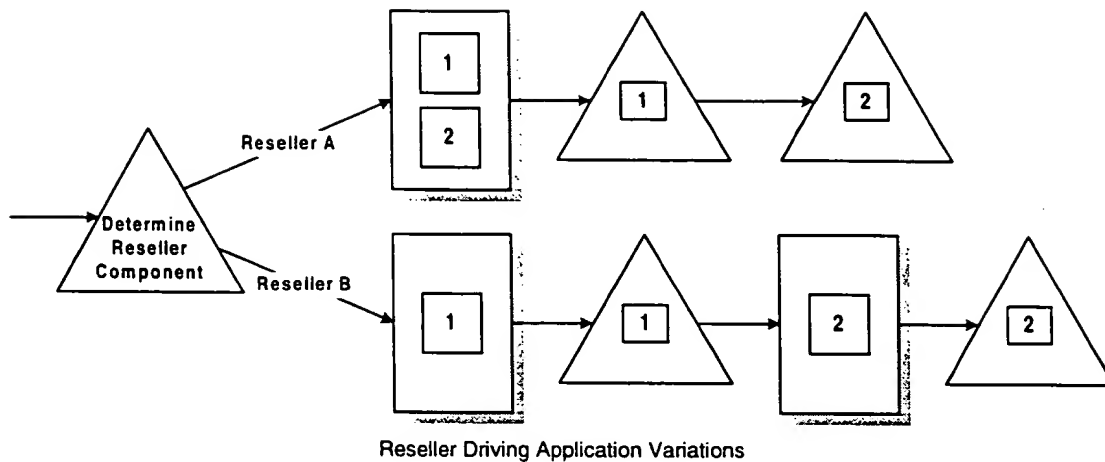 1
2
1
2
Reseller A
Determine
Reseller
Component
Reseller B
1
1
2
2
Reseller Driving Application Variations